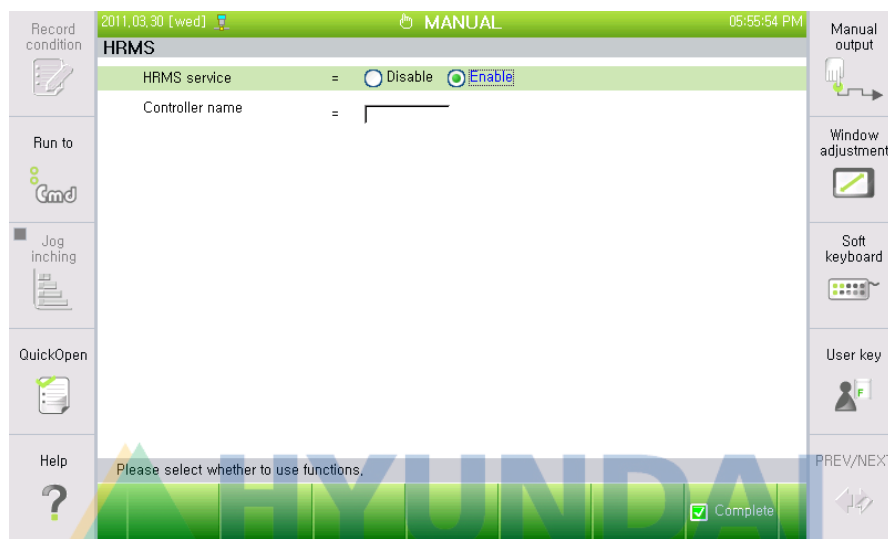 2011,03,30 [wed]
MANUAL
05:55:54 PM
HRMS
Record
condition
Run to
Cmd
Jog
inching
QuickOpen
Help
?
HRMS service = Disable Enable
Controller name =
Please select whether to use functions,
Complete
Manual
output
Window
adjustment
Soft
keyboard
User key
F
PREV/NEXT
HYUNDAI